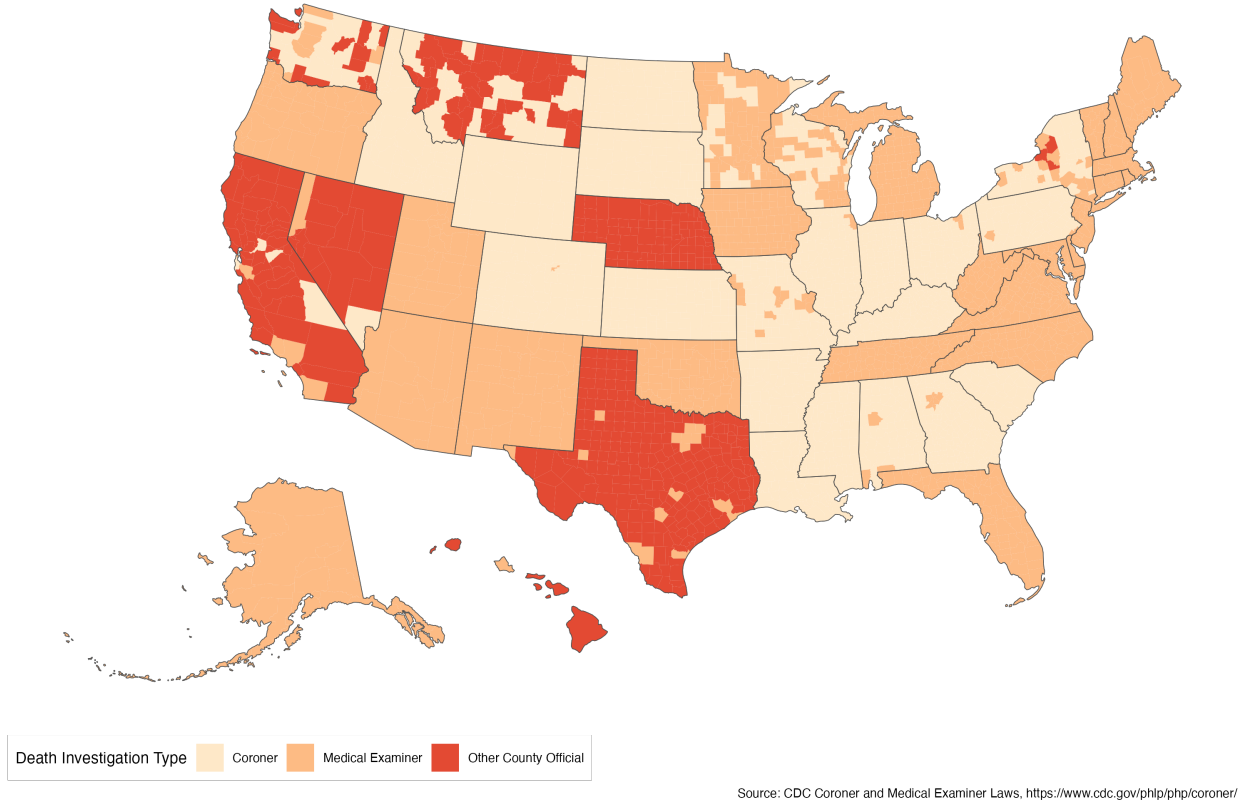 Death Investigation Type Coroner Medical Examiner Other County Official
Source: CDC Coroner and Medical Examiner Laws, https://www.cdc.gov/phlp/php/coroner/